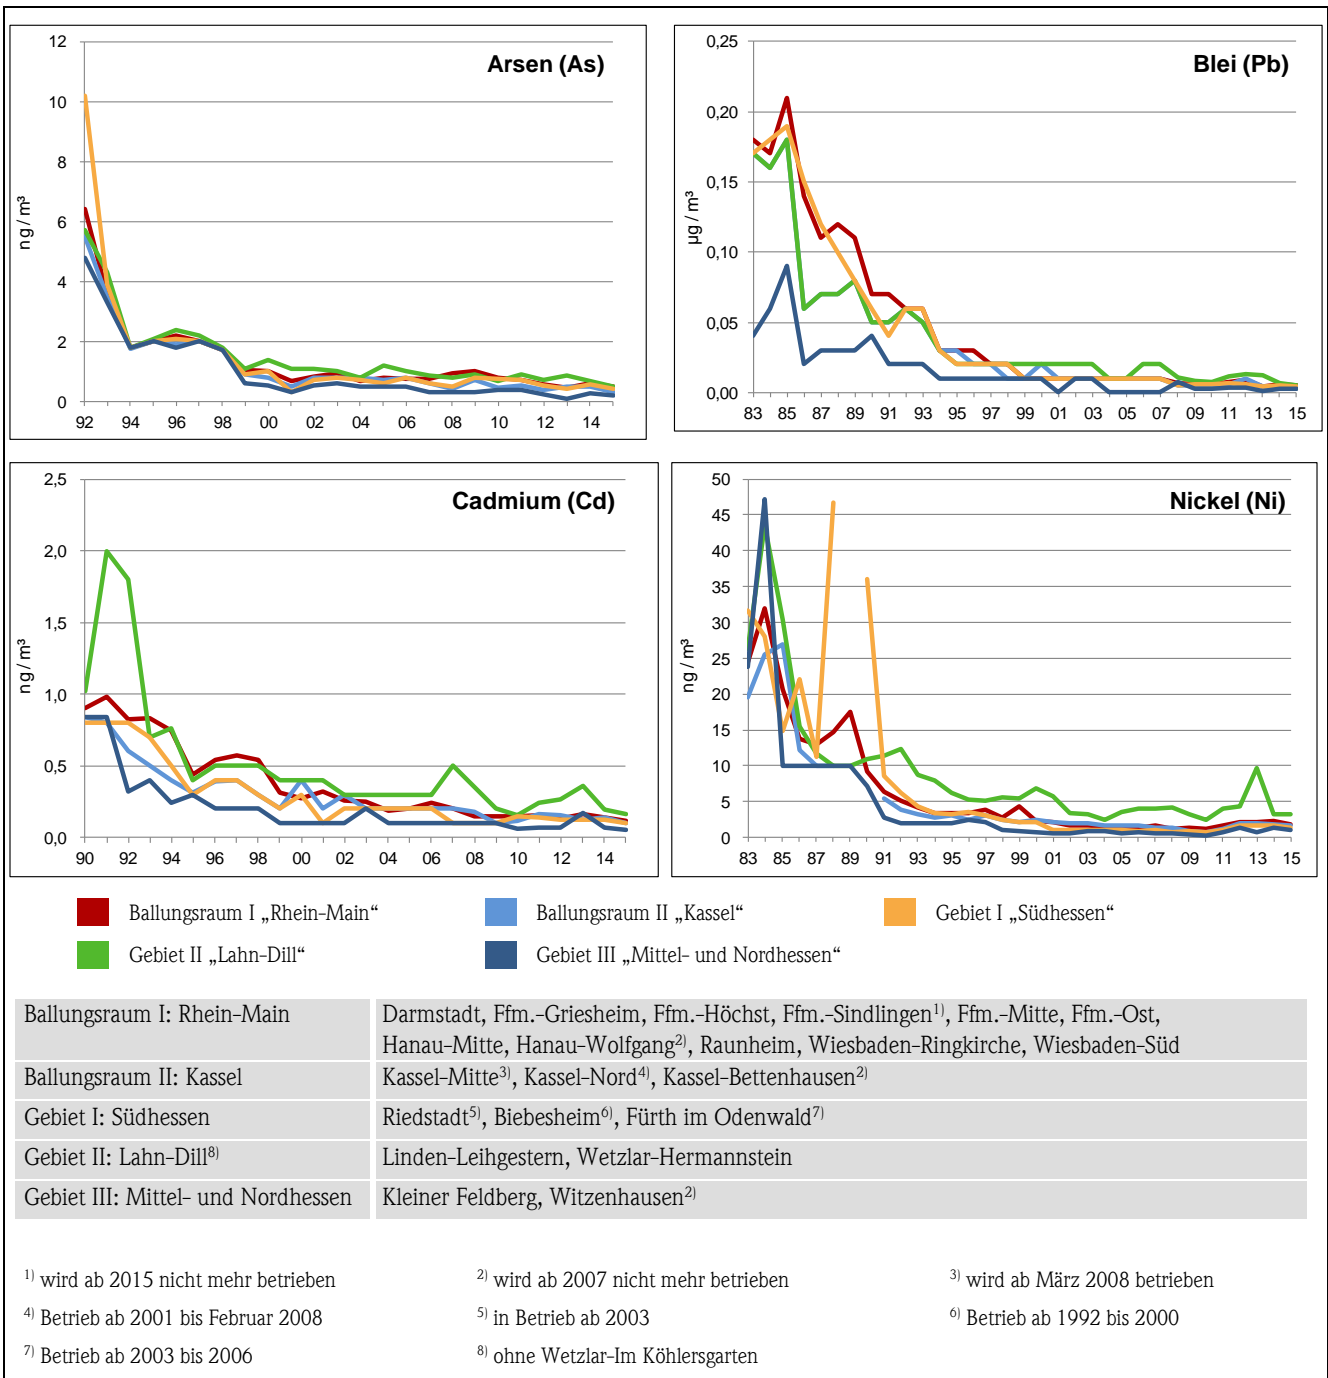 Arsen (As)
12
10
8
6
4
2
0
ng / m³
92 94 96 98 00 02 04 06 08 10 12 14
Blei (Pb)
0,25
0,20
0,15
0,10
0,05
0,00
µg / m³
83 85 87 89 91 93 95 97 99 01 03 05 07 09 11 13 15
Cadmium (Cd)
2,5
2,0
1,5
1,0
0,5
0,0
ng / m³
90 92 94 96 98 00 02 04 06 08 10 12 14
Nickel (Ni)
50
45
40
35
30
25
20
15
10
5
0
ng / m³
83 85 87 89 91 93 95 97 99 01 03 05 07 09 11 13 15
Ballungsraum I „Rhein-Main“
Ballungsraum II „Kassel“
Gebiet I „Südhessen“
Gebiet II „Lahn-Dill“
Gebiet III „Mittel- und Nordhessen“
Ballungsraum I: Rhein-Main
Darmstadt, Ffm.-Griesheim, Ffm.-Höchst, Ffm.-Sindlingen1), Ffm.-Mitte, Ffm.-Ost,
Hanau-Mitte, Hanau-Wolfgang2), Raunheim, Wiesbaden-Ringkirche, Wiesbaden-Süd
Ballungsraum II: Kassel
Kassel-Mitte3), Kassel-Nord4), Kassel-Bettenhausen2)
Gebiet I: Südhessen
Riedstadt5), Biebesheim6), Fürth im Odenwald7)
Gebiet II: Lahn-Dill8)
Linden-Leihgestern, Wetzlar-Hermannstein
Gebiet III: Mittel- und Nordhessen
Kleiner Feldberg, Witzenhausen2)
1) wird ab 2015 nicht mehr betrieben
2) wird ab 2007 nicht mehr betrieben
3) wird ab März 2008 betrieben
4) Betrieb ab 2001 bis Februar 2008
5) in Betrieb ab 2003
6) Betrieb ab 1992 bis 2000
7) Betrieb ab 2003 bis 2006
8) ohne Wetzlar-Im Köhlersgarten